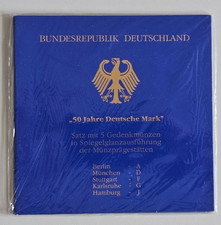 BUNDESREPUBLIK DEUTSCHLAND
„50 Jahre Deutsche Mark"
Satz mit 5 Gedenkmünzen
in Spiegelglanzausführung
der Münzprägestätten
Berlin A
München - D
Stuttgart - F
Karlsruhe - G
Hamburg - J